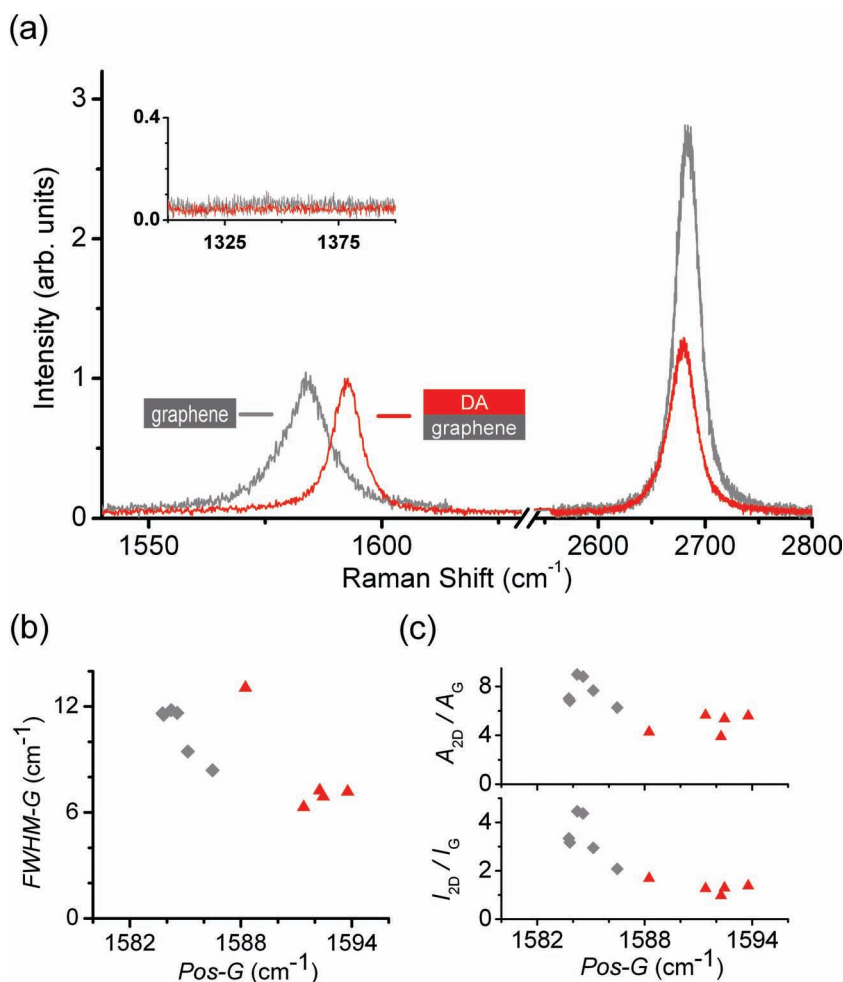 (a)
3
2
1
0
Intensity (arb. units)
0.4
0.0
1325 1375
graphene
DA
graphene
1550 1600 2600 2700 2800
Raman Shift (cm⁻¹)
(b)
12
6
0
FWHM-G (cm⁻¹)
1582 1588 1594
Pos-G (cm⁻¹)
(c)
8
4
0
A2D / AG
4
2
0
I2D / IG
1582 1588 1594
Pos-G (cm⁻¹)